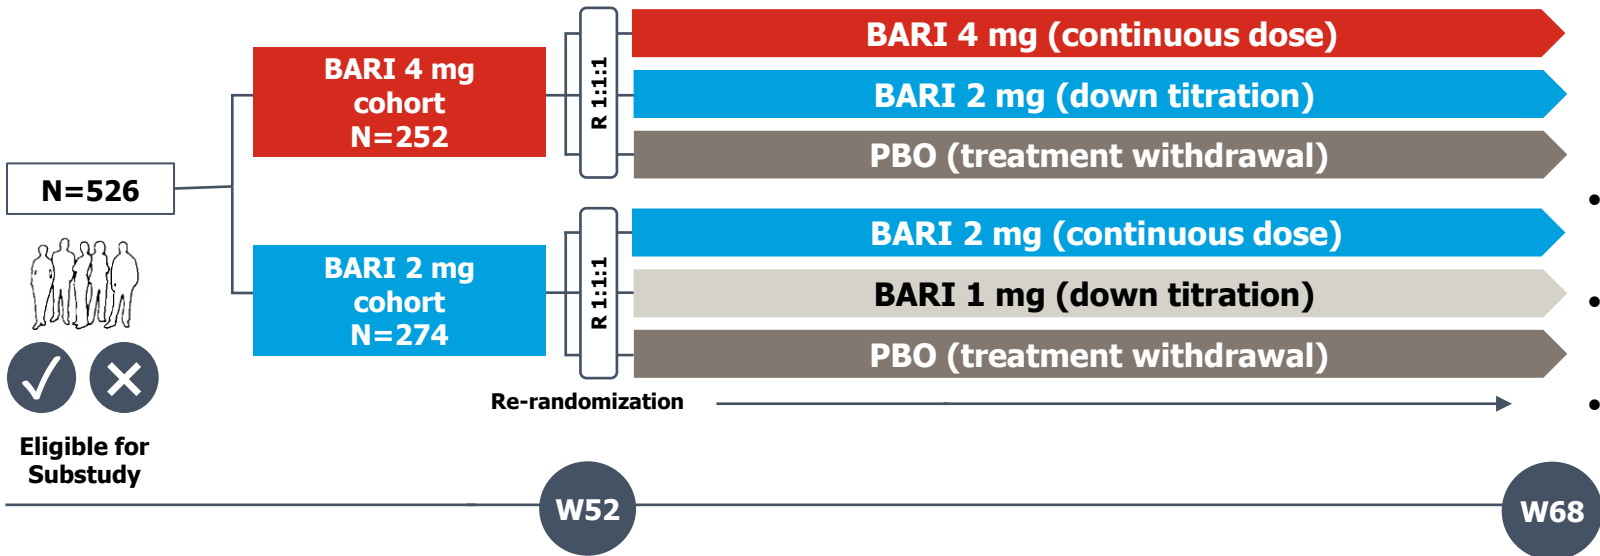 BARI 4 mg
cohort
N=252
R 1:1:1
BARI 4 mg (continuous dose)
BARI 2 mg (down titration)
PBO (treatment withdrawal)
N=526
BARI 2 mg
cohort
N=274
R 1:1:1
BARI 2 mg (continuous dose)
BARI 1 mg (down titration)
PBO (treatment withdrawal)
Re-randomization
Eligible for
Substudy
W52
W68